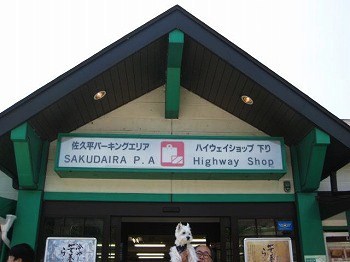 佐久平パーキングエリア
SAKUDAIRA P.A
ハイウェイショップ 下り
Highway Shop